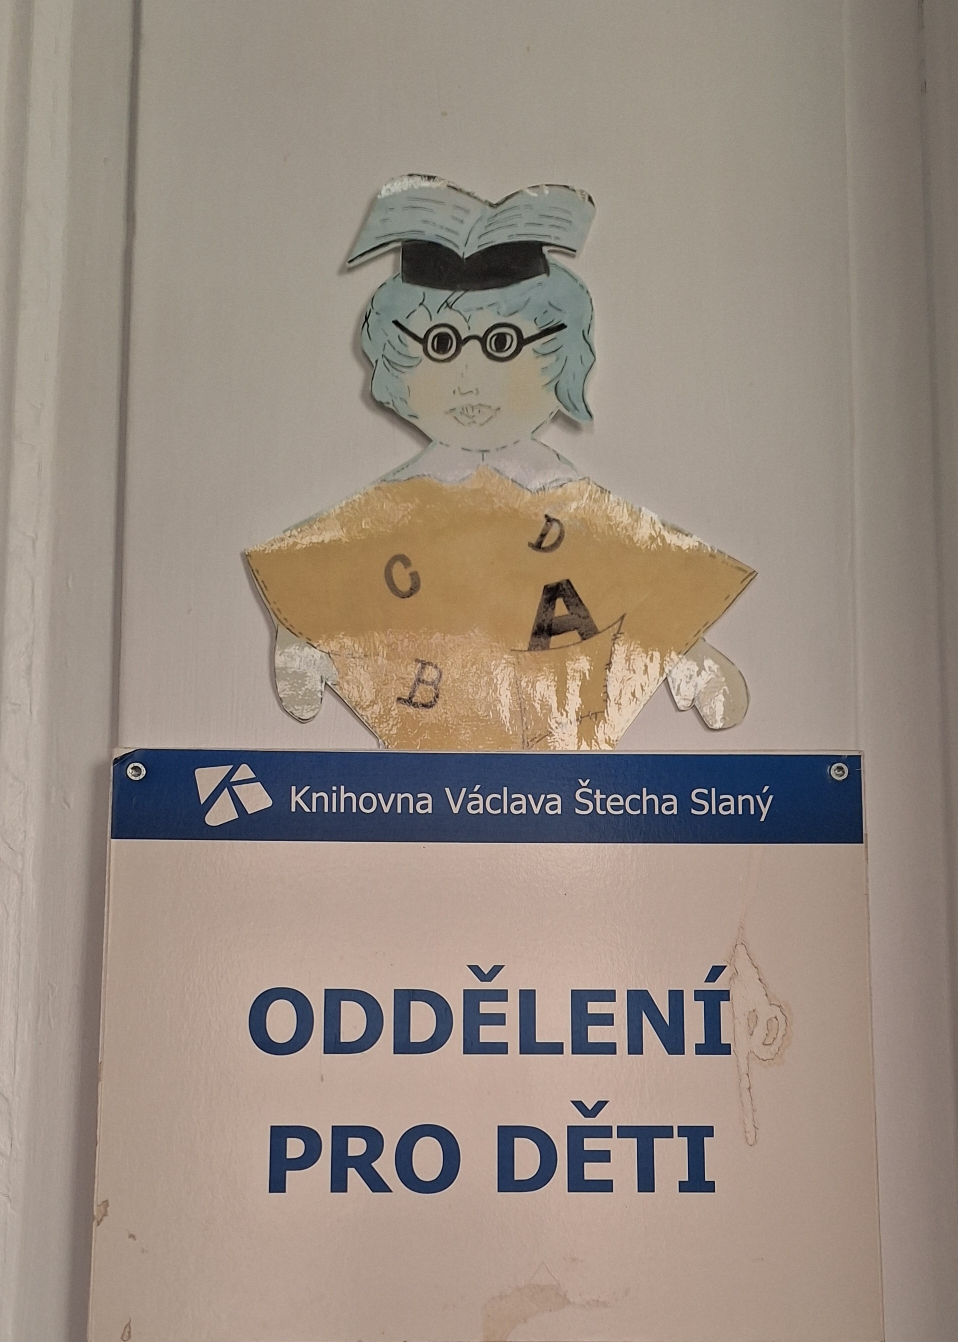 D
C
A
B
Knihovna Václava Štecha Slaný
ODDĚLENÍ
PRO DĚTI